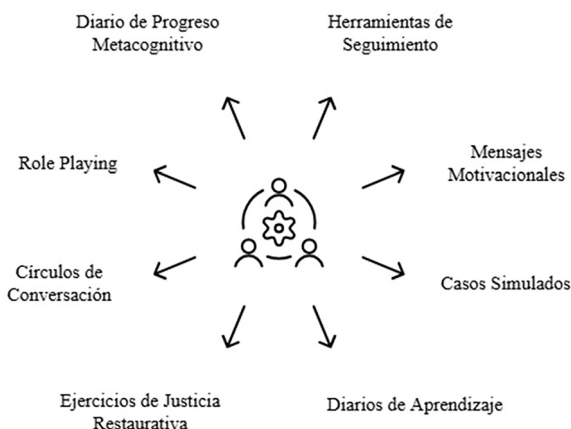 Diario de Progreso
Metacognitivo
Herramientas de
Seguimiento
Role Playing
Mensajes
Motivacionales
Círculos de
Conversación
Casos Simulados
Ejercicios de Justicia
Restaurativa
Diarios de Aprendizaje